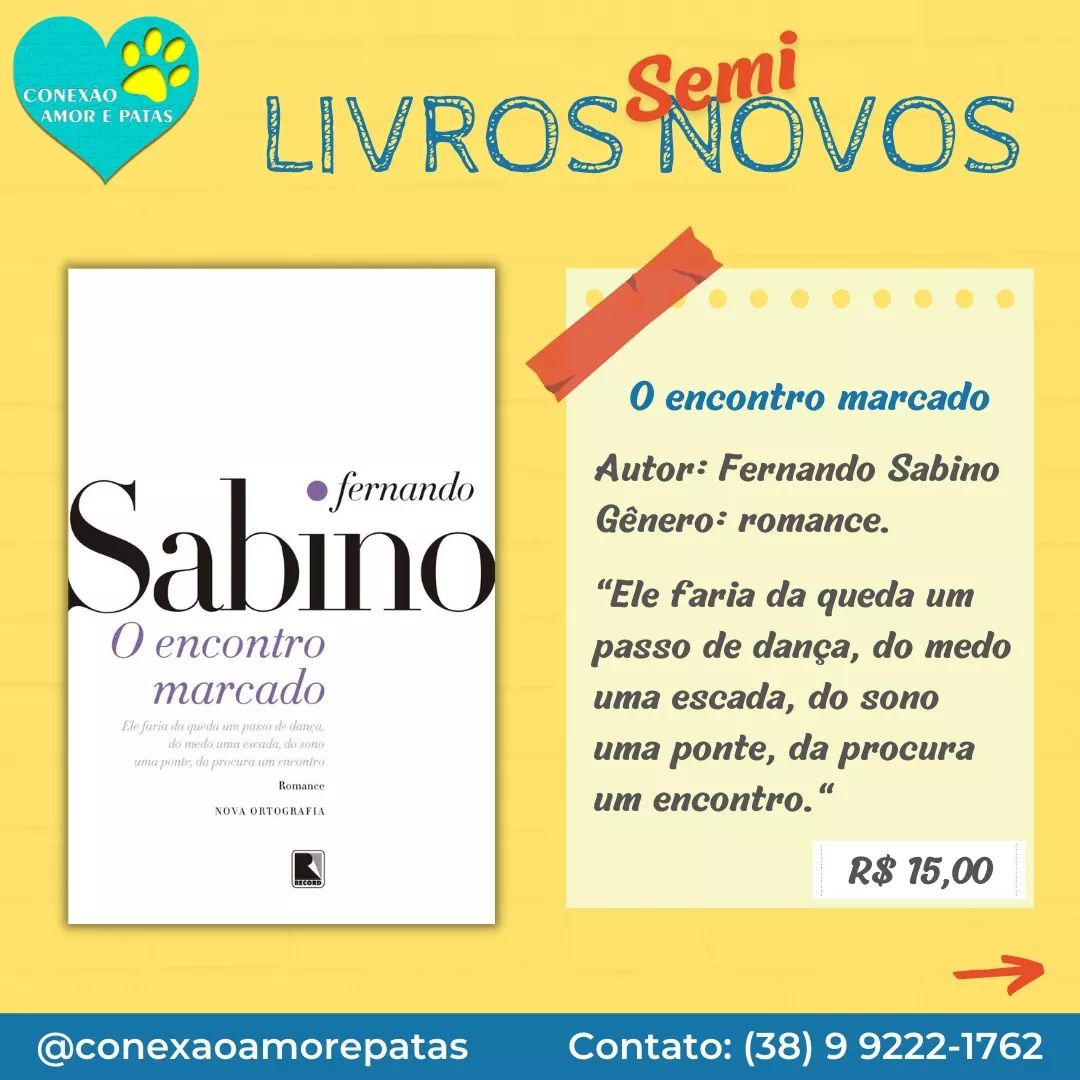 CONEXÃO
AMOR E PATAS
LIVROS Semi NOVOS
fernando
Sabino
O encontro
marcado
Ele faria da queda um passo de dança,
do medo uma escada, do sono
uma ponte, da procura um encontro
Romance
NOVA ORTOGRAFIA
RECORD
O encontro marcado
Autor: Fernando Sabino
Gênero: romance.
“Ele faria da queda um
passo de dança, do medo
uma escada, do sono
uma ponte, da procura
um encontro.“
R$ 15,00
@conexaoamorepatas
Contato: (38) 9 9222-1762